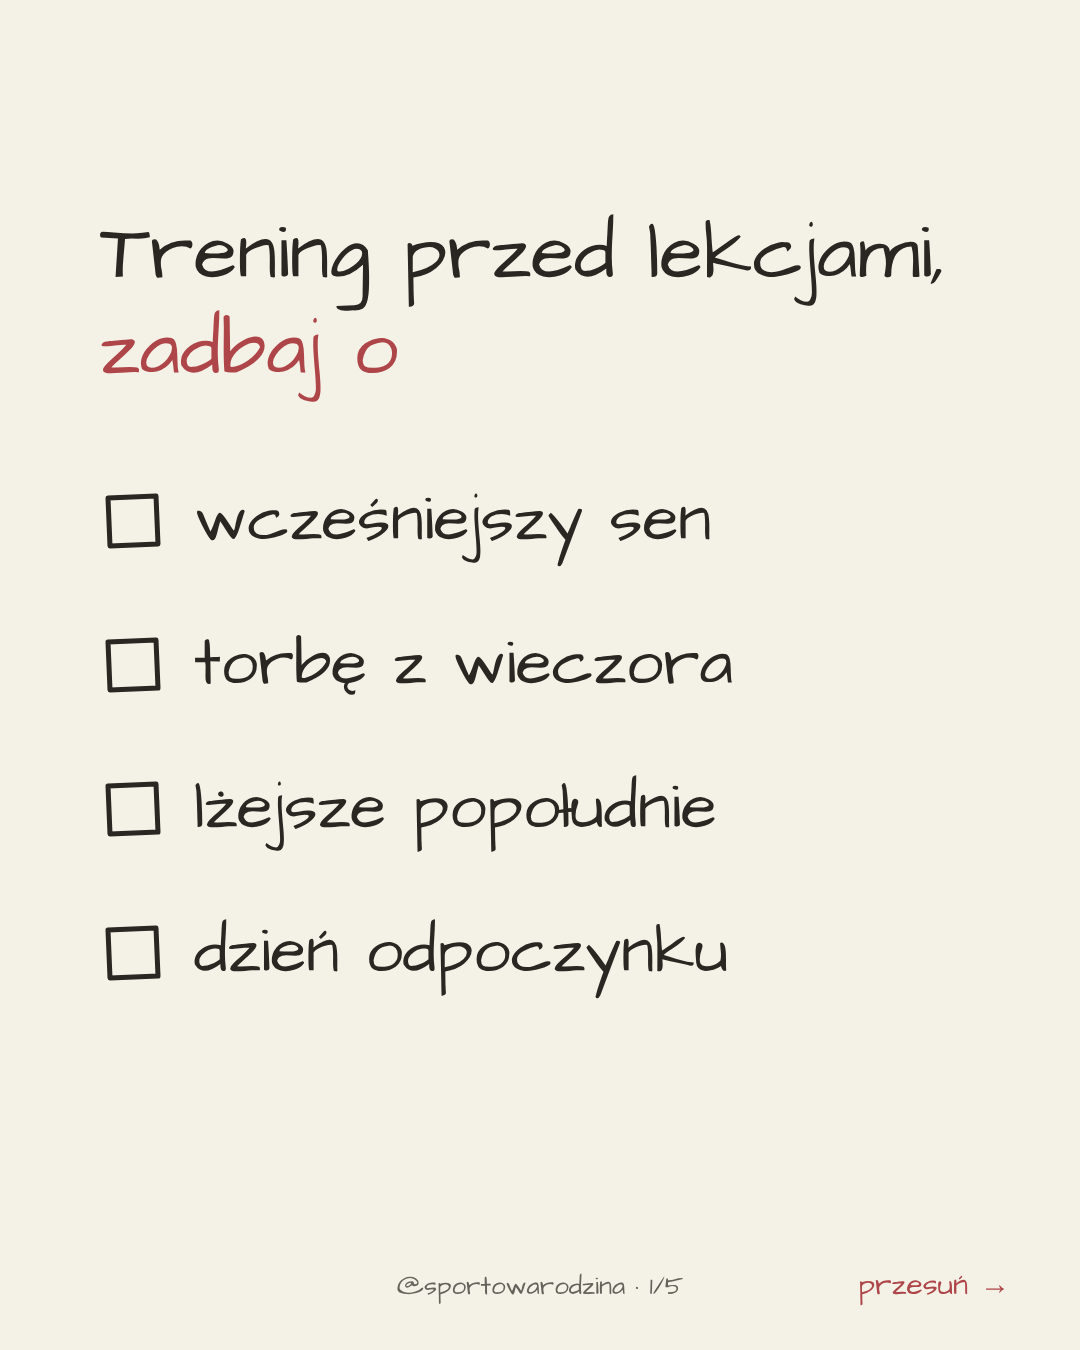 Trening przed lekcjami,
zadbaj o
wcześniejszy sen
torbę z wieczora
lżejsze popołudnie
dzień odpoczynku
@sportowarodzina · 1/5
przesuń →